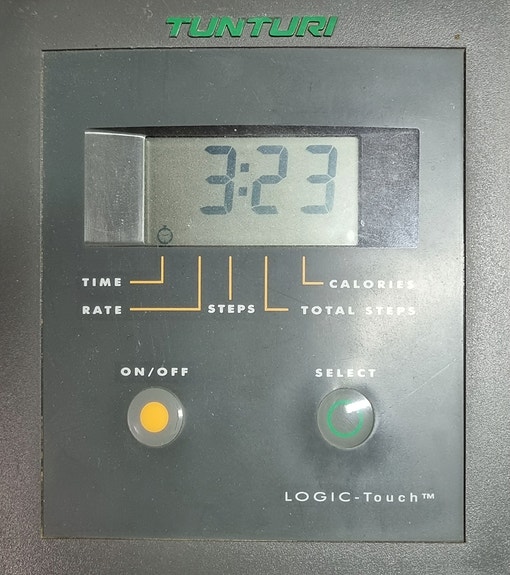 TUNTURI
3:23
TIME
CALORIES
RATE STEPS TOTAL STEPS
ON/OFF SELECT
LOGIC-Touch™